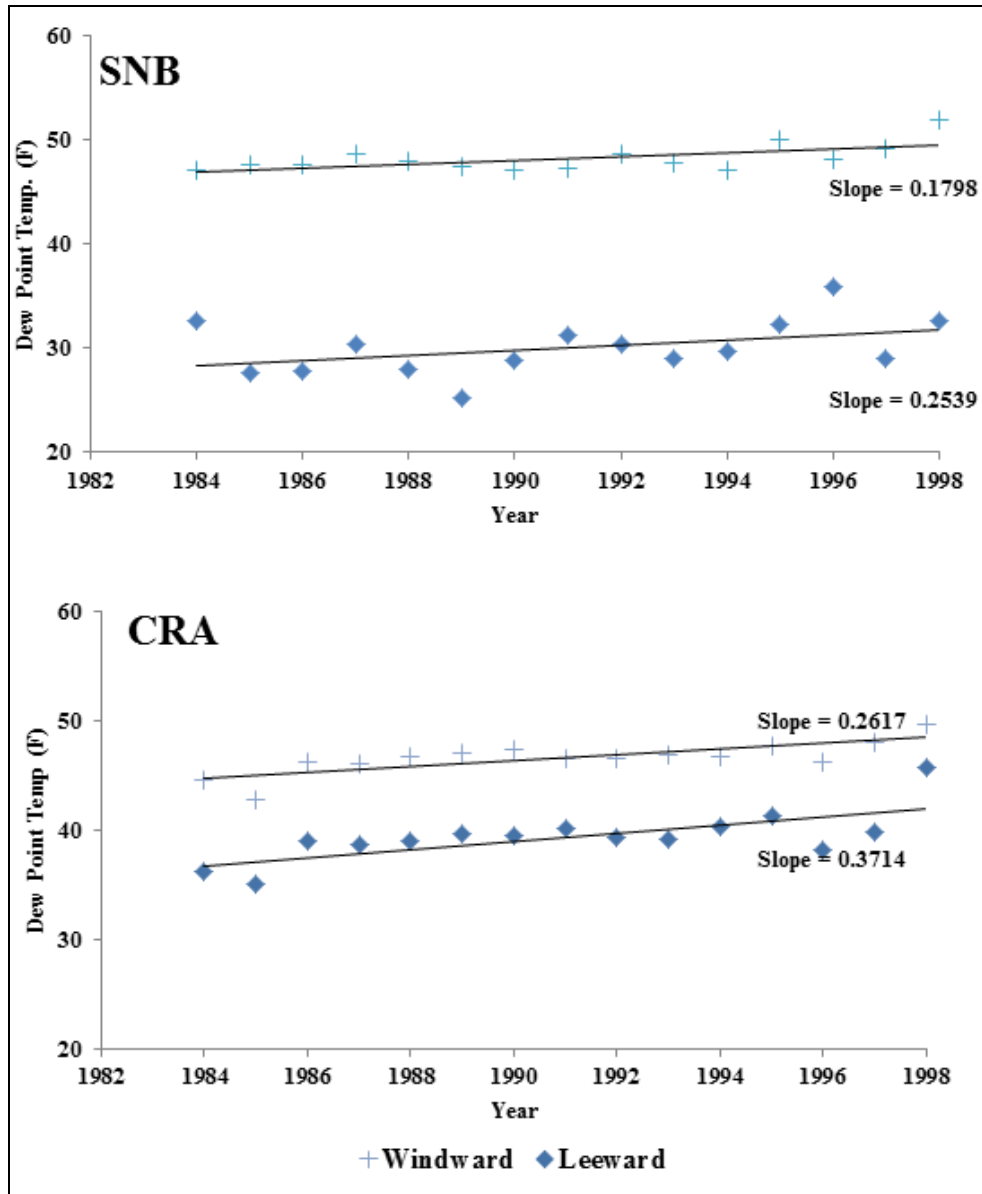 SNB
60
50
40
30
20
Dew Point Temp. (F)
Slope = 0.1798
Slope = 0.2539
1982 1984 1986 1988 1990 1992 1994 1996 1998
Year
CRA
60
50
40
30
20
Dew Point Temp (F)
Slope = 0.2617
Slope = 0.3714
1982 1984 1986 1988 1990 1992 1994 1996 1998
Year
Windward Leeward